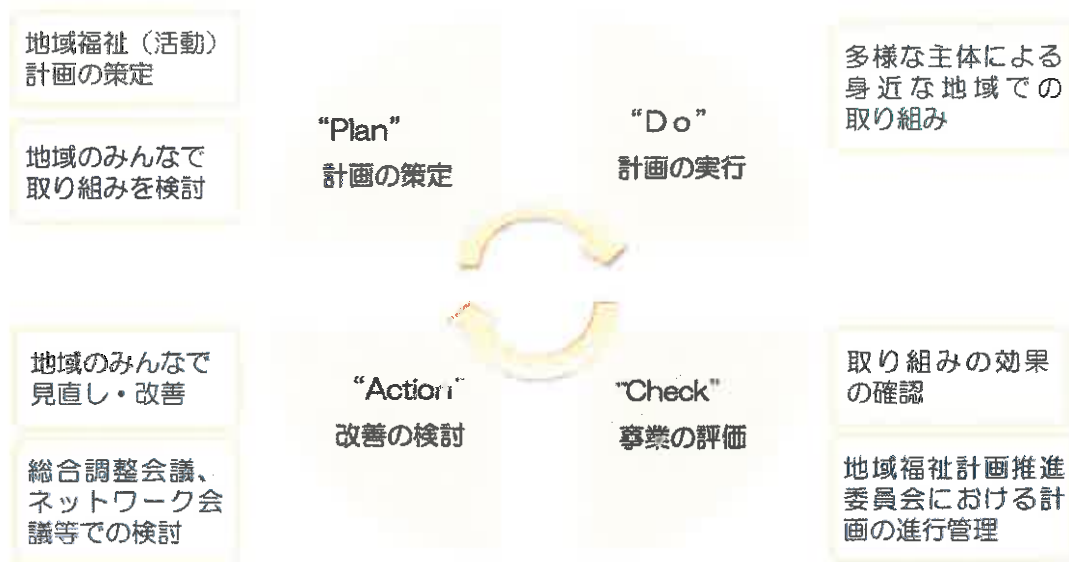 地域福祉（活動）
計画の策定
地域のみんなで
取り組みを検討
“Plan”
計画の策定
“Do”
計画の実行
多様な主体による
身近な地域での
取り組み
地域のみんなで
見直し・改善
総合調整会議、
ネットワーク会
議等での検討
“Action”
改善の検討
“Check”
事業の評価
取り組みの効果
の確認
地域福祉計画推進
委員会における計
画の進行管理